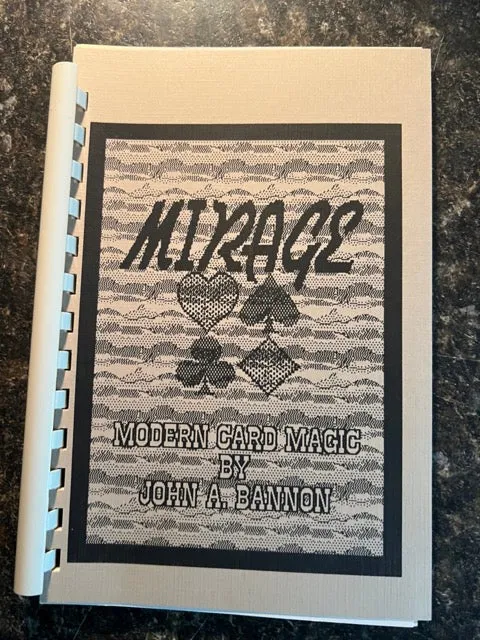 MIRAGE
MODERN CARD MAGIC
BY
JOHN A. BANNON